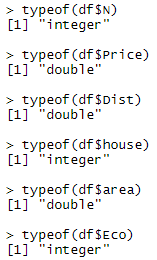 > typeof(df$N)
[1] "integer"
> typeof(df$Price)
[1] "double"
> typeof(df$Dist)
[1] "double"
> typeof(df$house)
[1] "integer"
> typeof(df$area)
[1] "double"
> typeof(df$Eco)
[1] "integer"